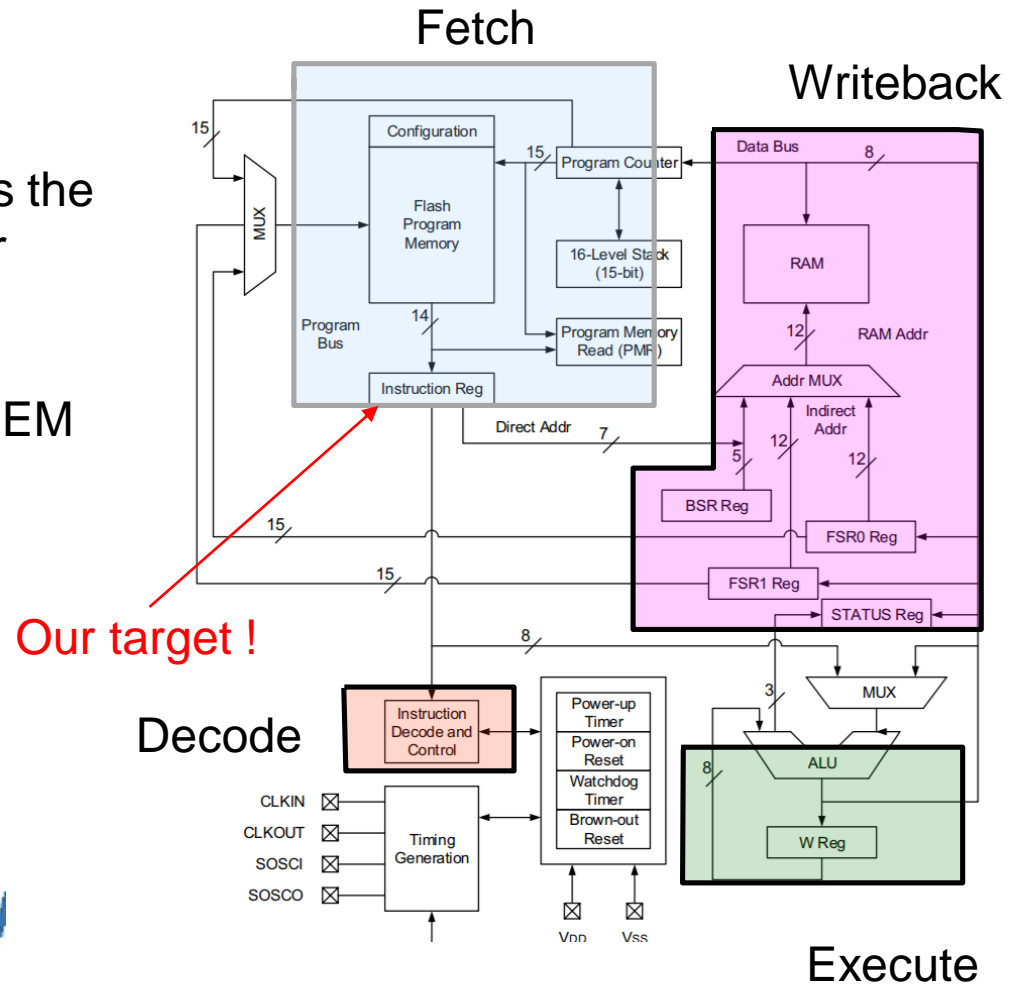 Fetch
Writeback
s the
EM
Our target !
Decode
Execute
15
MUX
Configuration
Flash
Program
Memory
15
Program Counter
16-Level Stack
(15-bit)
Program
Bus
14
Program Memory
Read (PMR)
Instruction Reg
Data Bus
8
RAM
12
RAM Addr
Addr MUX
Indirect
Addr
Direct Addr
7
5
12
12
BSR Reg
15
FSR0 Reg
15
FSR1 Reg
STATUS Reg
8
3
MUX
Instruction
Decode and
Control
Power-up
Timer
Power-on
Reset
Watchdog
Timer
Brown-out
Reset
8
ALU
W Reg
CLKIN
CLKOUT
SOSCI
SOSCO
Timing
Generation
VDD
VSS